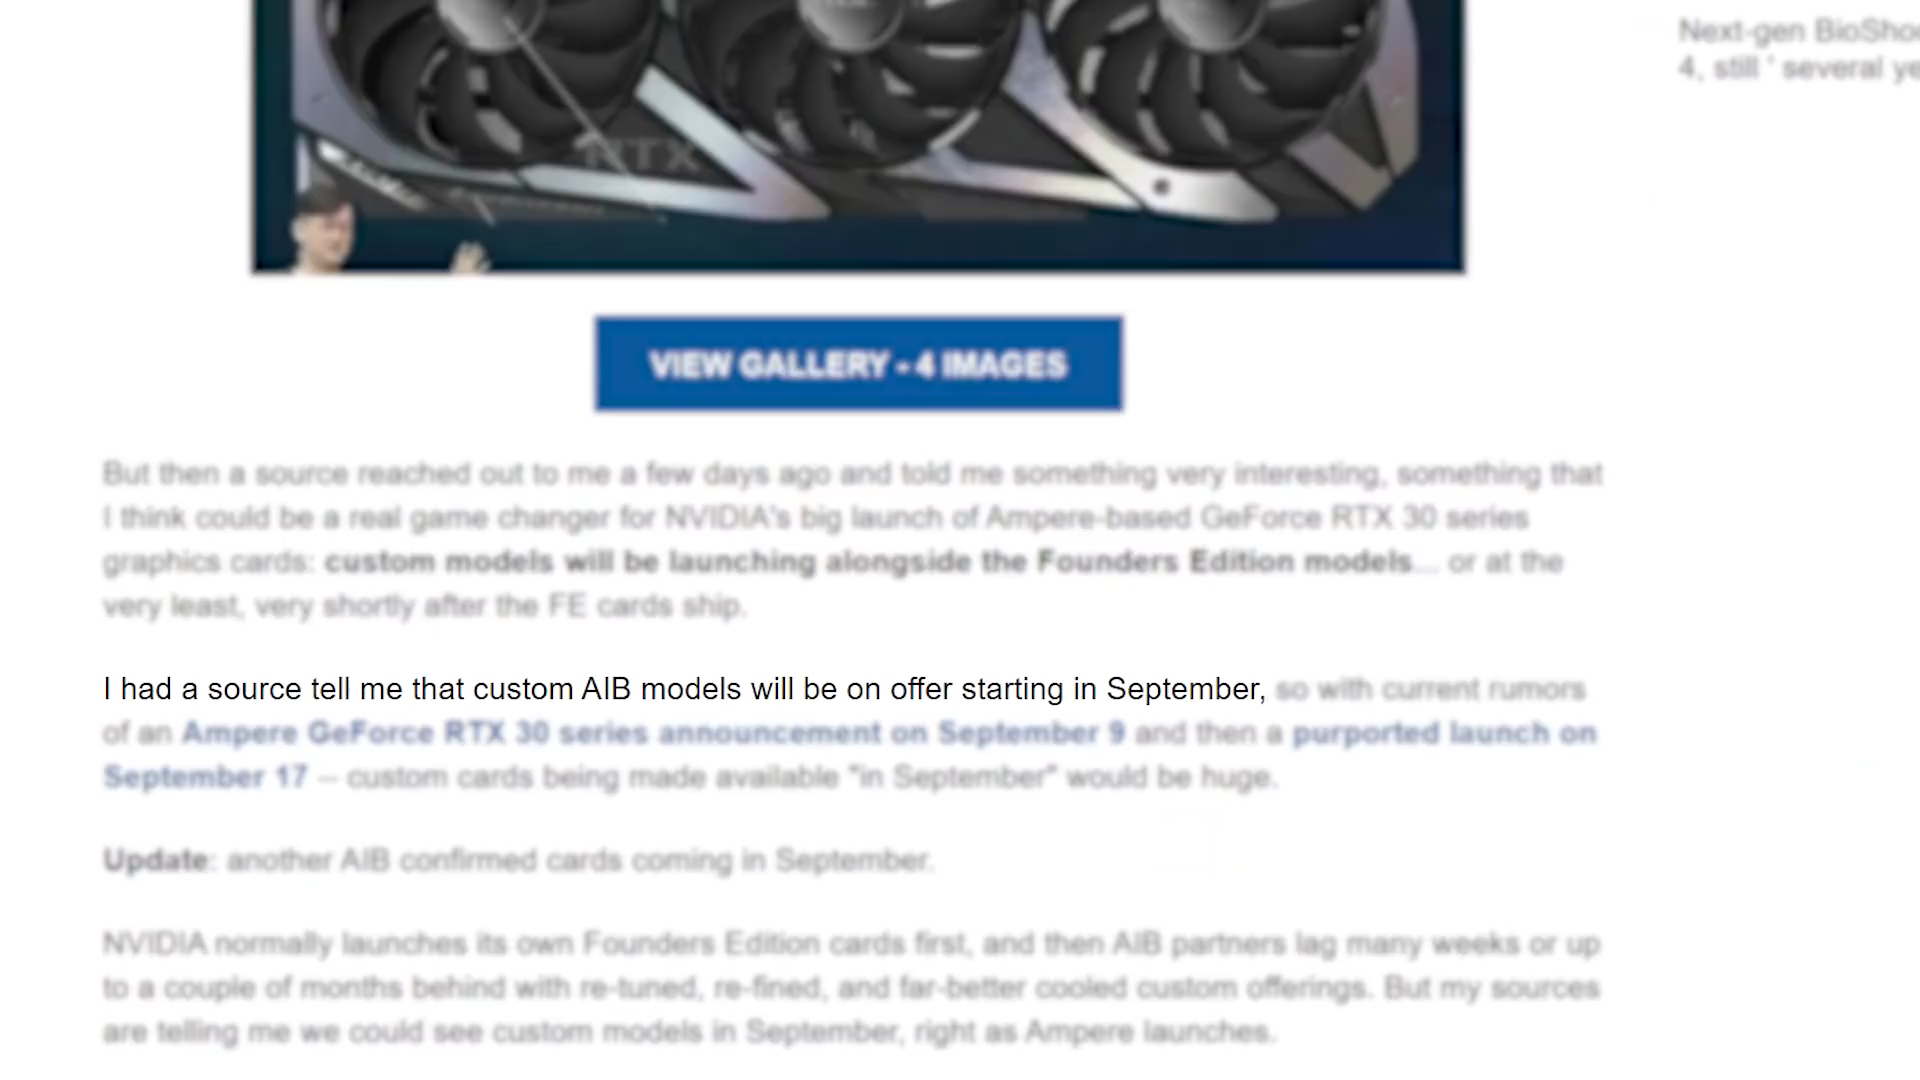 Next-gen BioSho
4, still ' several ye
RTX
VIEW GALLERY - 4 IMAGES
But then a source reached out to me a few days ago and told me something very interesting, something that
I think could be a real game changer for NVIDIA's big launch of Ampere-based GeForce RTX 30 series
graphics cards: custom models will be launching alongside the Founders Edition models... or at the
very least, very shortly after the FE cards ship.
I had a source tell me that custom AIB models will be on offer starting in September, so with current rumors
of an Ampere GeForce RTX 30 series announcement on September 9 and then a purported launch on
September 17 -- custom cards being made available "in September" would be huge.
Update: another AIB confirmed cards coming in September.
NVIDIA normally launches its own Founders Edition cards first, and then AIB partners lag many weeks or up
to a couple of months behind with re-tuned, re-fined, and far-better cooled custom offerings. But my sources
are telling me we could see custom models in September, right as Ampere launches.